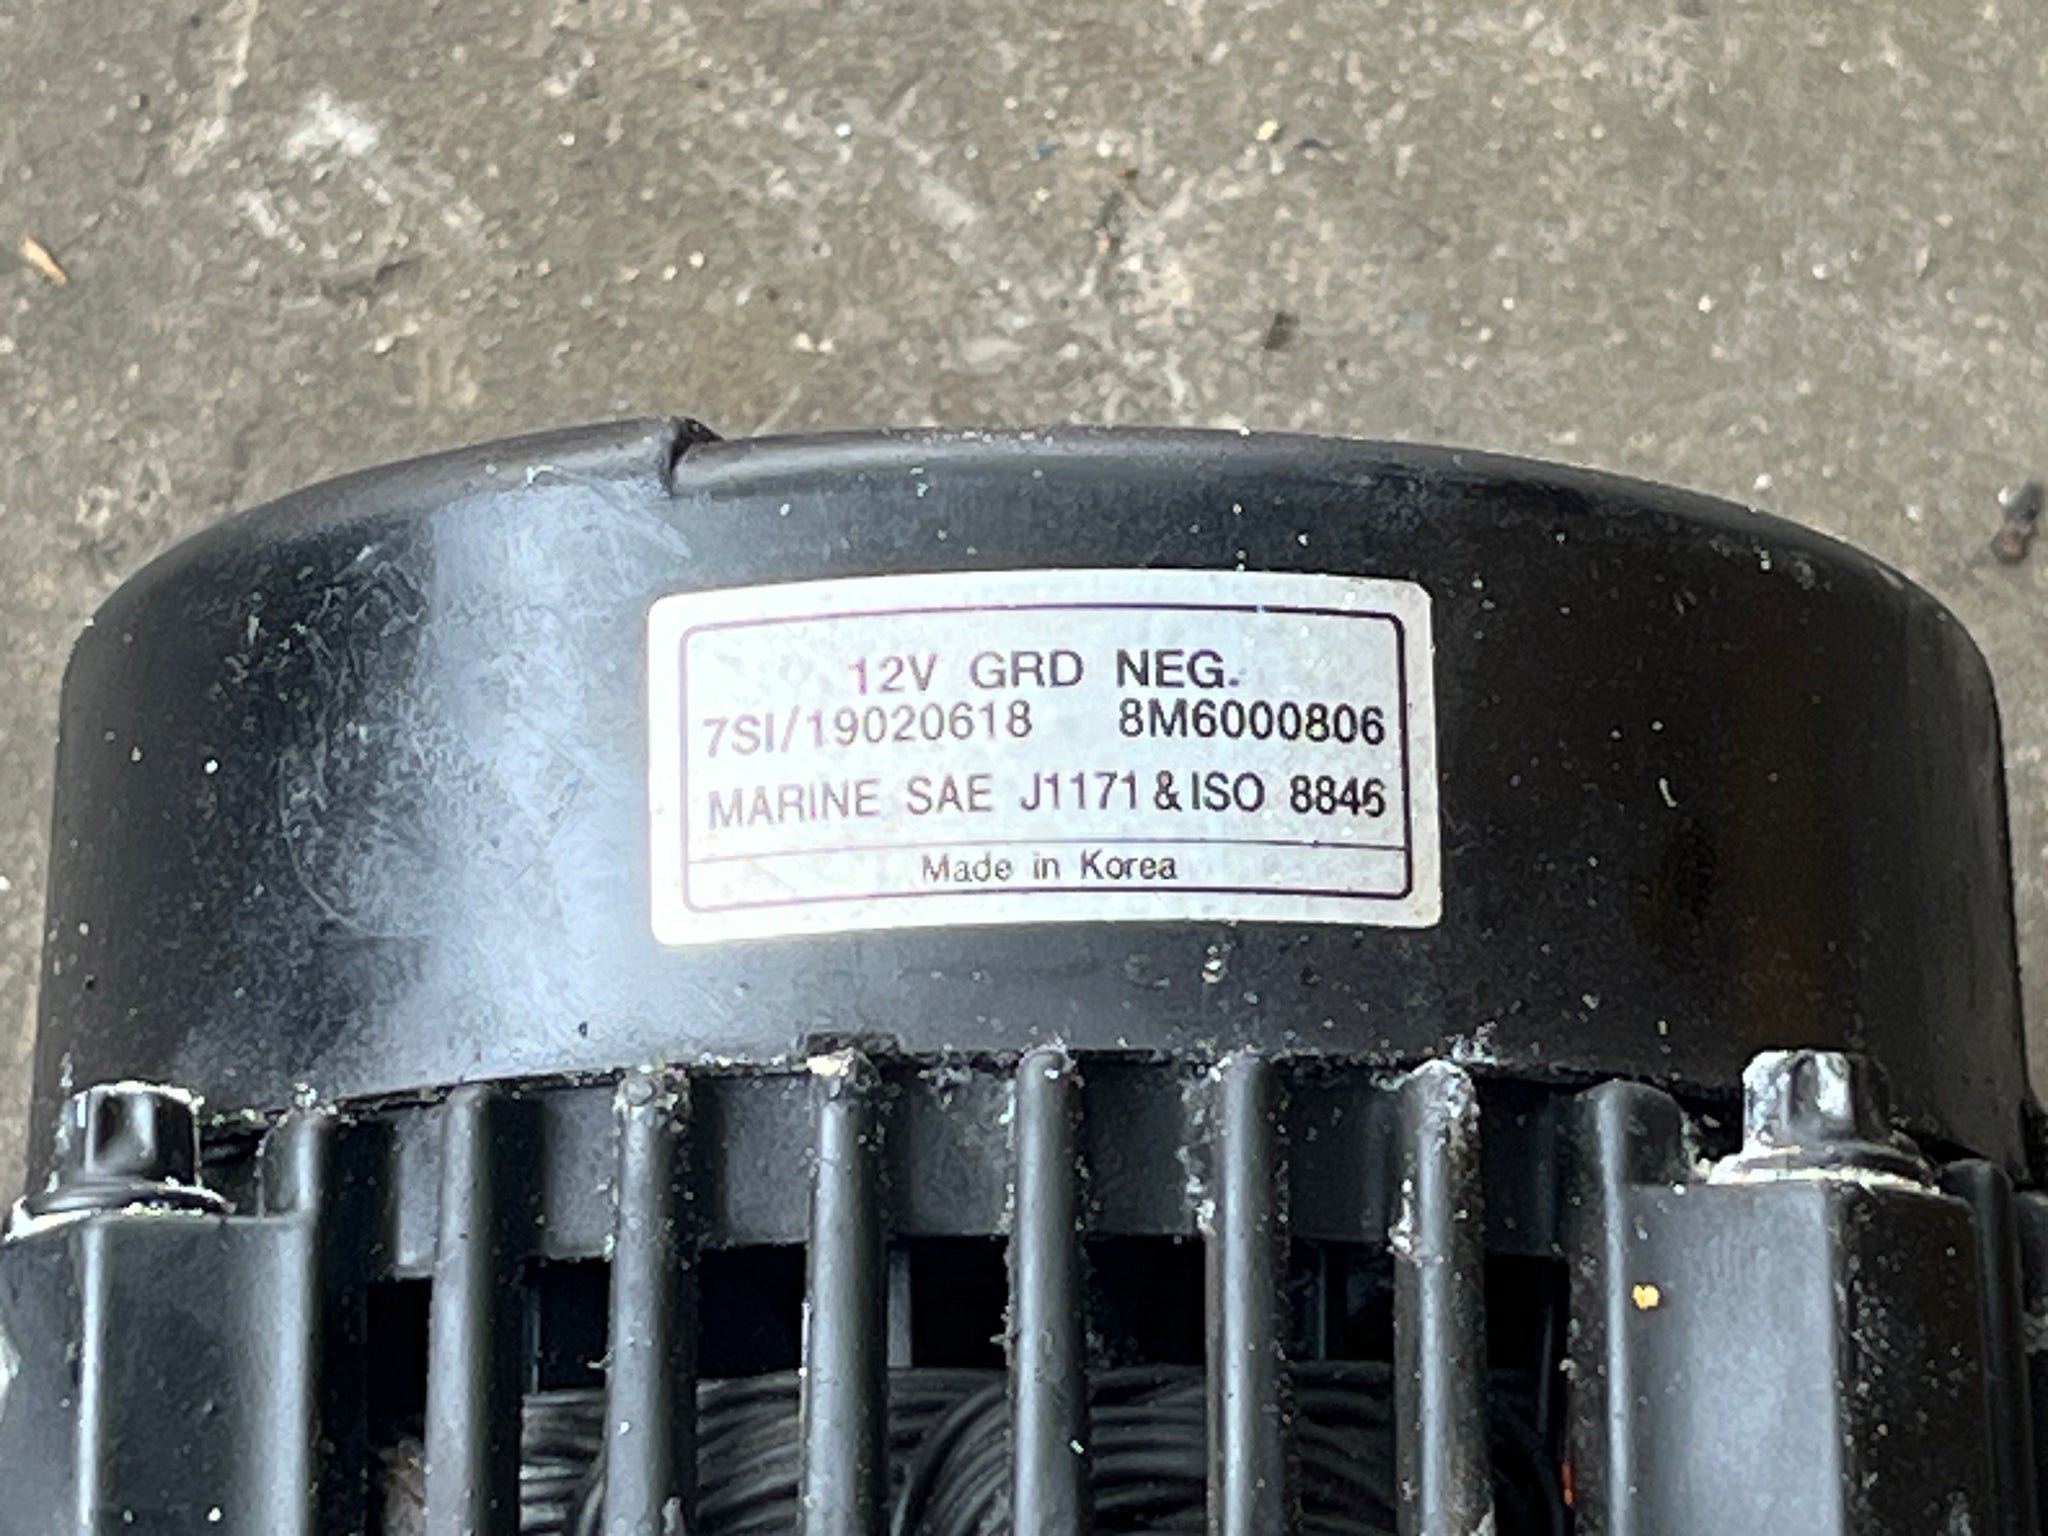 12V GRD NEG.
7SI/19020618 8M6000806
MARINE SAE J1171 & ISO 8846
Made in Korea